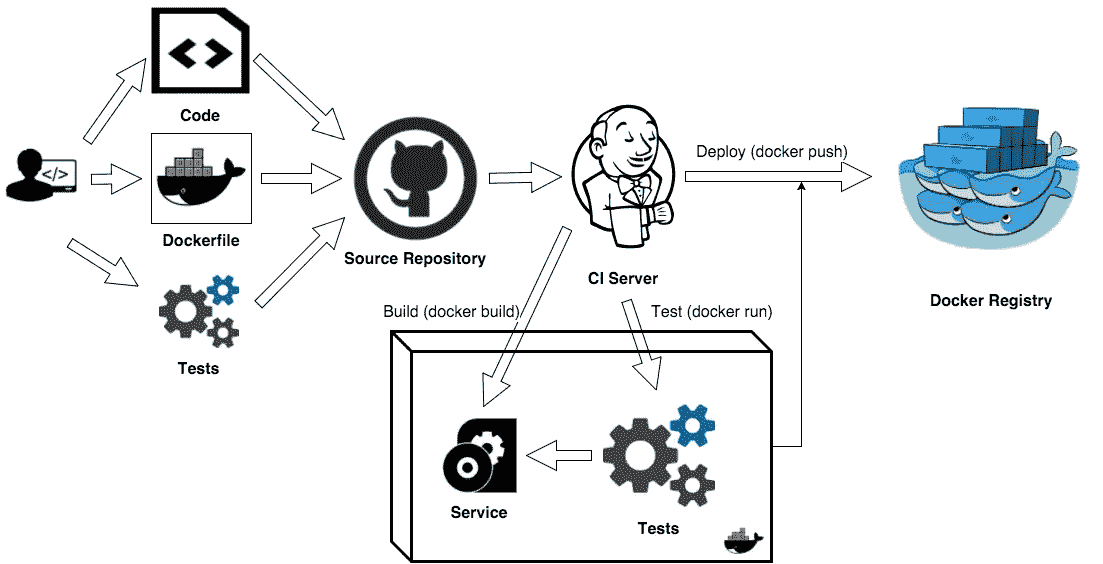 Code
</>
Dockerfile
Tests
Source Repository
CI Server
Deploy (docker push)
Docker Registry
Build (docker build)
Test (docker run)
Service
Tests